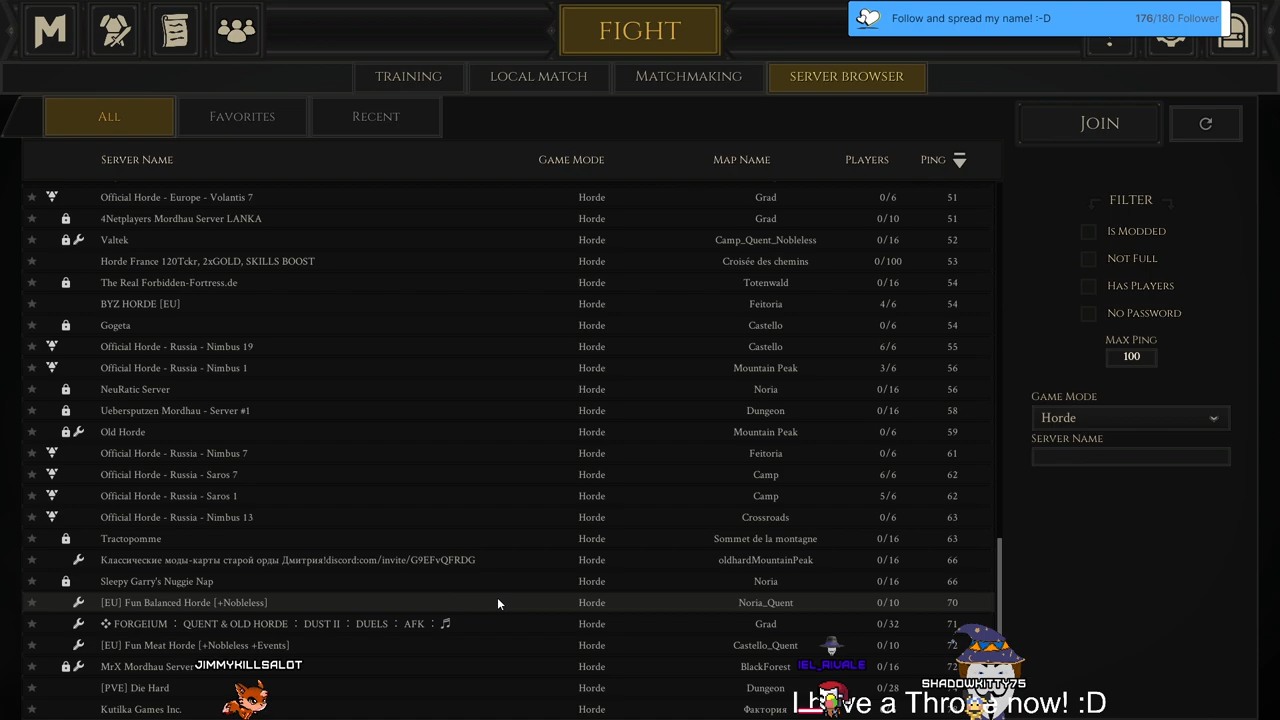 M
FIGHT
Follow and spread my name! :-D 176/180 Follower
TRAINING LOCAL MATCH MATCHMAKING SERVER BROWSER
ALL FAVORITES RECENT JOIN
SERVER NAME GAME MODE MAP NAME PLAYERS PING
Official Horde - Europe - Volantis 7 Horde Grad 0/6 51
4Netplayers Mordhau Server LANKA Horde Grad 0/10 51
Valtek Horde Camp_Quent_Nobleless 0/16 52
Horde France 120Tckr, 2xGOLD, SKILLS BOOST Horde Croisée des chemins 0/100 53
The Real Forbidden-Fortress.de Horde Totenwald 0/16 54
BYZ HORDE [EU] Horde Feitoria 4/6 54
Gogeta Horde Castello 0/6 54
Official Horde - Russia - Nimbus 19 Horde Castello 6/6 55
Official Horde - Russia - Nimbus 1 Horde Mountain Peak 3/6 56
NeuRatic Server Horde Noria 0/16 56
Uebersputzen Mordhau - Server #1 Horde Dungeon 0/16 58
Old Horde Horde Mountain Peak 0/6 59
Official Horde - Russia - Nimbus 7 Horde Feitoria 0/6 61
Official Horde - Russia - Saros 7 Horde Camp 6/6 62
Official Horde - Russia - Saros 1 Horde Camp 5/6 62
Official Horde - Russia - Nimbus 13 Horde Crossroads 0/6 63
Tractopomme Horde Sommet de la montagne 0/16 63
Классические моды-карты старой орды Дмитрия!discord:com/invite/G9EFvQFRDG Horde oldhardMountainPeak 0/16 66
Sleepy Garry's Nuggie Nap Horde Noria 0/16 66
[EU] Fun Balanced Horde [+Nobleless] Horde Noria_Quent 0/10 70
FORGEIUM : QUENT & OLD HORDE : DUST II : DUELS : AFK : Horde Grad 0/32 71
[EU] Fun Meat Horde [+Nobleless +Events] Horde Castello_Quent 0/10 72
MrX Mordhau Server Horde BlackForest 0/16 72
[PVE] Die Hard Horde Dungeon 0/28
Kutilka Games Inc. Horde Фактория
FILTER
IS MODDED
NOT FULL
HAS PLAYERS
NO PASSWORD
MAX PING
100
GAME MODE
Horde
SERVER NAME
JIMMYKILLSALOT
IEL_RIVALE
SHADOWKITTY75
I have a Throne now! :D